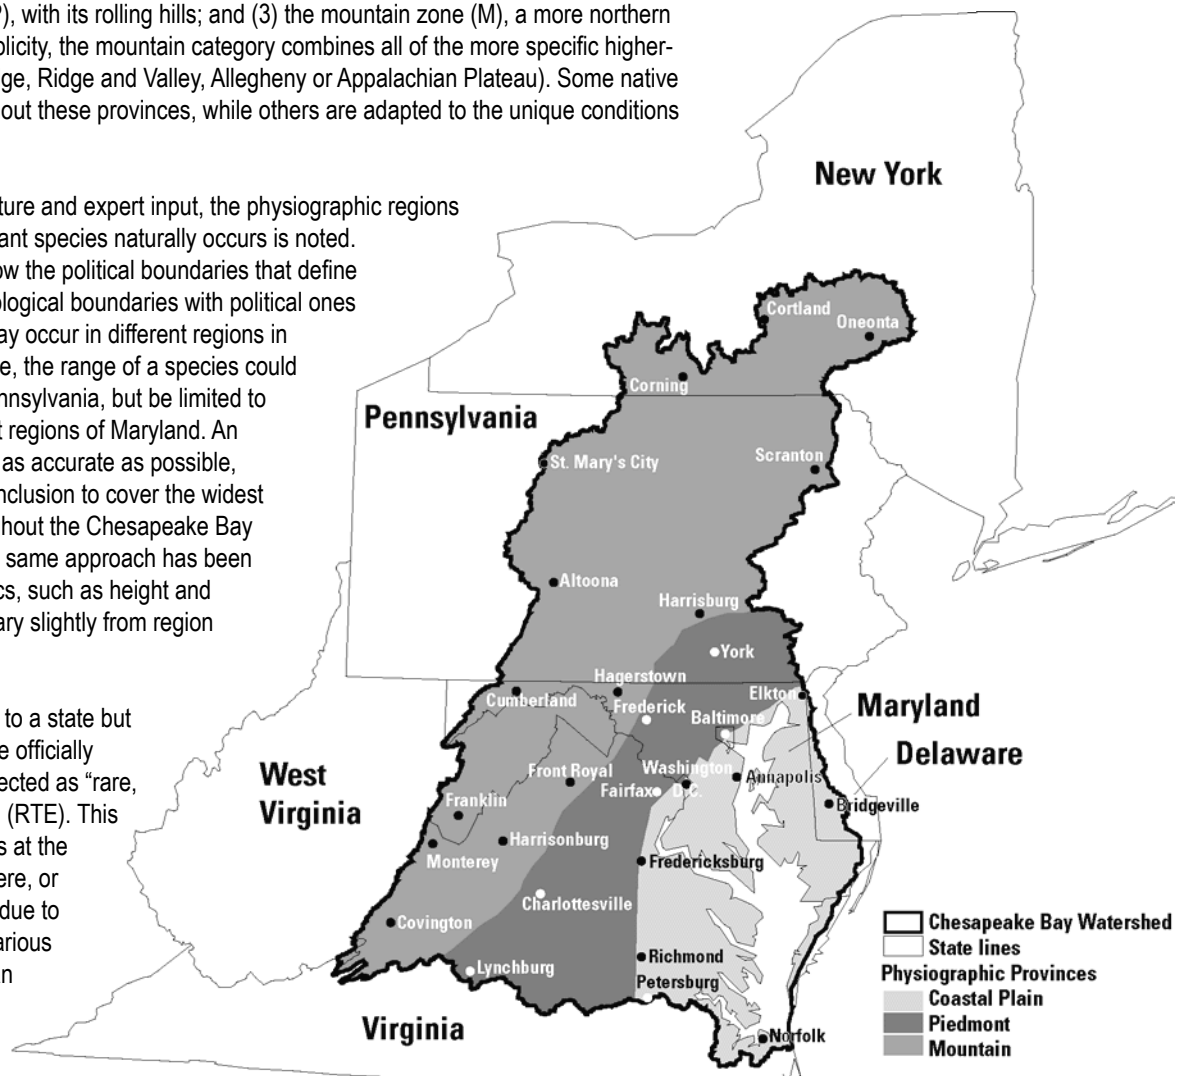 P), with its rolling hills; and (3) the mountain zone (M), a more northern
plicity, the mountain category combines all of the more specific higher-
ge, Ridge and Valley, Allegheny or Appalachian Plateau). Some native
out these provinces, while others are adapted to the unique conditions
ture and expert input, the physiographic regions
ant species naturally occurs is noted.
ow the political boundaries that define
ological boundaries with political ones
ay occur in different regions in
e, the range of a species could
nnsylvania, but be limited to
t regions of Maryland. An
as accurate as possible,
nclusion to cover the widest
ghout the Chesapeake Bay
same approach has been
cs, such as height and
ary slightly from region
to a state but
e officially
ected as “rare,
(RTE). This
s at the
ere, or
due to
arious
an
New York
Cortland
Oneonta
Corning
Pennsylvania
St. Mary's City
Scranton
Altoona
Harrisburg
York
Hagerstown
Cumberland
Frederick
Elkton
Baltimore
Maryland
Delaware
West
Virginia
Front Royal
Washington
D.C.
Fairfax
Annapolis
Bridgeville
Franklin
Harrisonburg
Monterey
Fredericksburg
Charlottesville
Covington
Richmond
Lynchburg
Petersburg
Virginia
Norfolk
Chesapeake Bay Watershed
State lines
Physiographic Provinces
Coastal Plain
Piedmont
Mountain